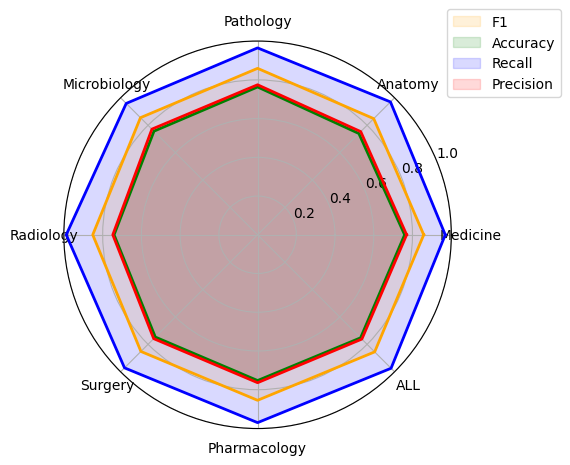 F1
Accuracy
Recall
Precision
Pathology
Microbiology
Anatomy
1.0
0.8
0.6
0.4
0.2
Radiology
Medicine
Surgery
ALL
Pharmacology